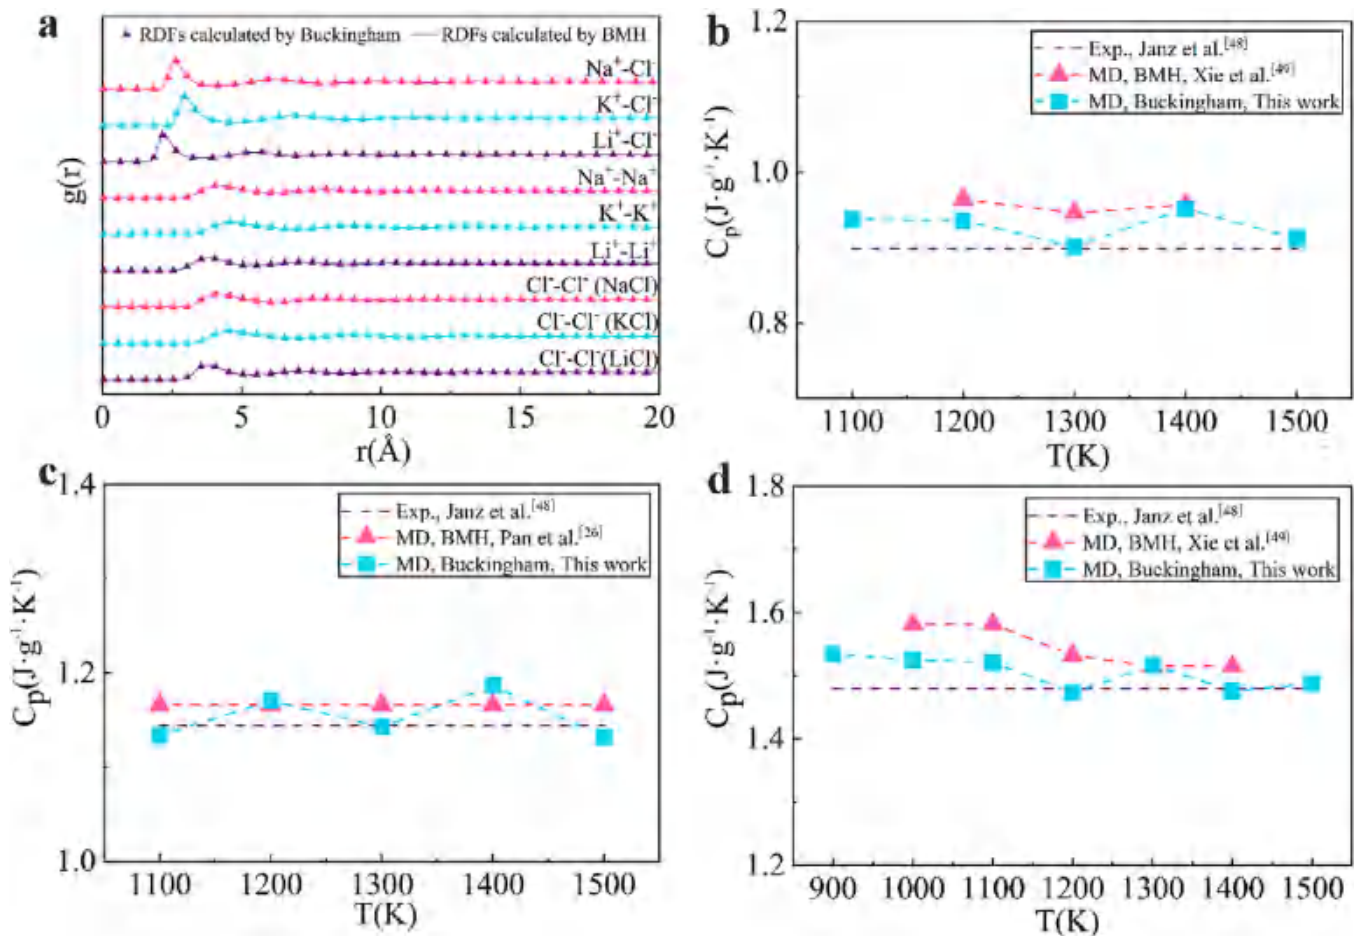 a
RDFs calculated by Buckingham
RDFs calculated by BMH
Na⁺-Cl⁻
K⁺-Cl⁻
Li⁺-Cl⁻
Na⁺-Na⁺
K⁺-K⁺
Li⁺-Li⁺
Cl⁻-Cl⁻ (NaCl)
Cl⁻-Cl⁻ (KCl)
Cl⁻-Cl⁻(LiCl)
g(r)
0 5 10 15 20
r(Å)
b
Exp., Janz et al.[48]
MD, BMH, Xie et al.[49]
MD, Buckingham, This work
1.2
1.0
0.8
Cp(J·g⁻¹·K⁻¹)
1100 1200 1300 1400 1500
T(K)
c
Exp., Janz et al.[48]
MD, BMH, Pan et al.[26]
MD, Buckingham, This work
1.4
1.2
1.0
Cp(J·g⁻¹·K⁻¹)
1100 1200 1300 1400 1500
T(K)
d
Exp., Janz et al.[48]
MD, BMH, Xie et al.[49]
MD, Buckingham, This work
1.8
1.6
1.4
1.2
Cp(J·g⁻¹·K⁻¹)
900 1000 1100 1200 1300 1400 1500
T(K)